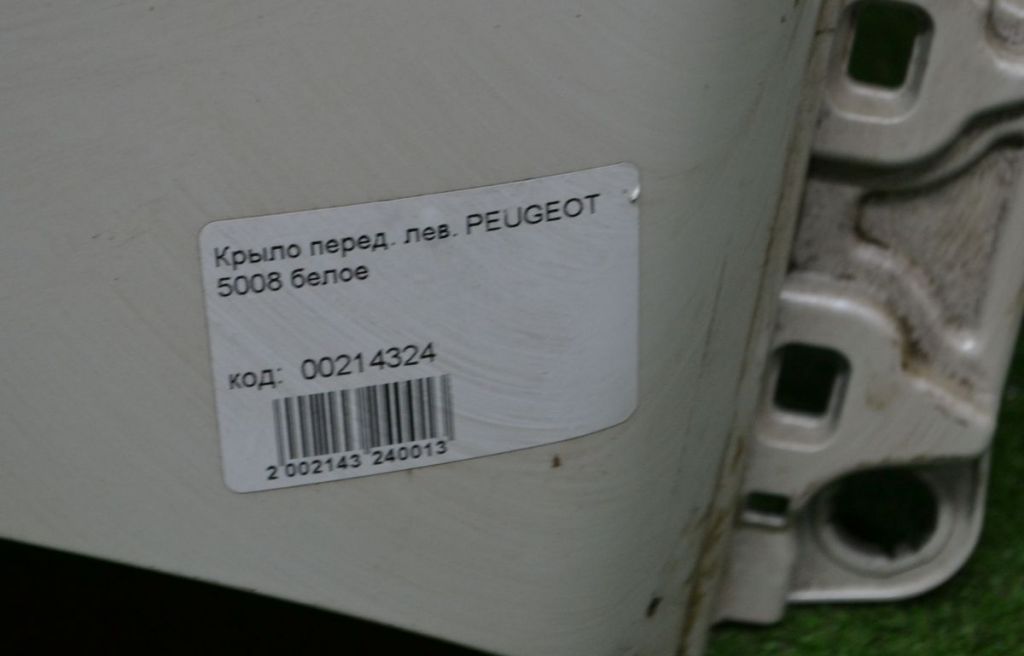 Крыло перед. лев. PEUGEOT
5008 белое
код: 00214324
2 002143 240013